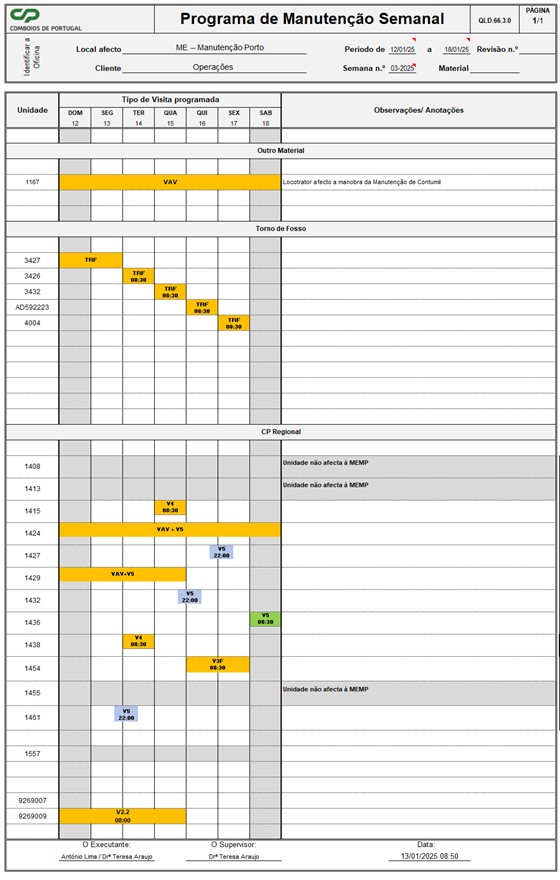 CP
COMBOIOS DE PORTUGAL
Programa de Manutenção Semanal
QLD.66.3.0
PÁGINA
1/1
Identificar a Oficina
Local afecto ME – Manutenção Porto
Período de 12/01/25 a 18/01/25 Revisão n.º
Cliente Operações
Semana n.º 03-2025 Material
Unidade
Tipo de Visita programada
Observações/ Anotações
DOM SEG TER QUA QUI SEX SAB
12 13 14 15 16 17 18
Outro Material
1167 VAV Locotrator afecto a manobra da Manutenção de Contumil
Torno de Fosso
3427 TRF
3426 TRF 08:30
3432 TRF 08:30
AD592223 TRF 08:30
4004 TRF 08:30
CP Regional
1408 Unidade não afecta à MEMP
1413 Unidade não afecta à MEMP
1415 V4 08:30
1424 VAV - V5
1427 V5 22:00
1429 VAV-V5
1432 V5 22:00
1436 V5 08:30
1438 V4 08:30
1454 V3F 08:30
1455 Unidade não afecta à MEMP
1461 V5 22:00
1557
9269007
9269009 V2.2 08:00
O Executante: O Supervisor: Data:
António Lima / Drª Teresa Araujo Drª Teresa Araujo 13/01/2025 08:50